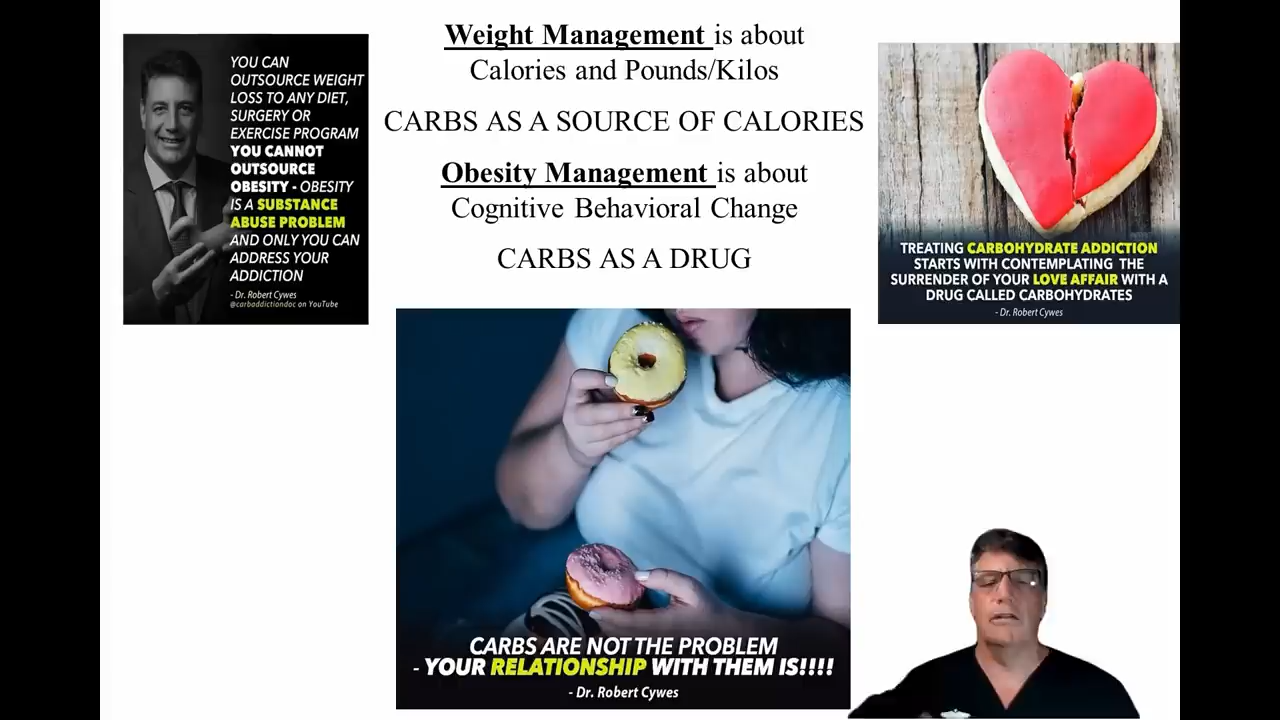 YOU CAN
OUTSOURCE WEIGHT
LOSS TO ANY DIET,
SURGERY OR
EXERCISE PROGRAM
YOU CANNOT
OUTSOURCE
OBESITY - OBESITY
IS A SUBSTANCE
ABUSE PROBLEM
AND ONLY YOU CAN
ADDRESS YOUR
ADDICTION
- Dr. Robert Cywes
@carbaddictiondoc on YouTube
Weight Management is about
Calories and Pounds/Kilos
CARBS AS A SOURCE OF CALORIES
Obesity Management is about
Cognitive Behavioral Change
CARBS AS A DRUG
TREATING CARBOHYDRATE ADDICTION
STARTS WITH CONTEMPLATING THE
SURRENDER OF YOUR LOVE AFFAIR WITH A
DRUG CALLED CARBOHYDRATES
- Dr. Robert Cywes
CARBS ARE NOT THE PROBLEM
- YOUR RELATIONSHIP WITH THEM IS!!!!
- Dr. Robert Cywes